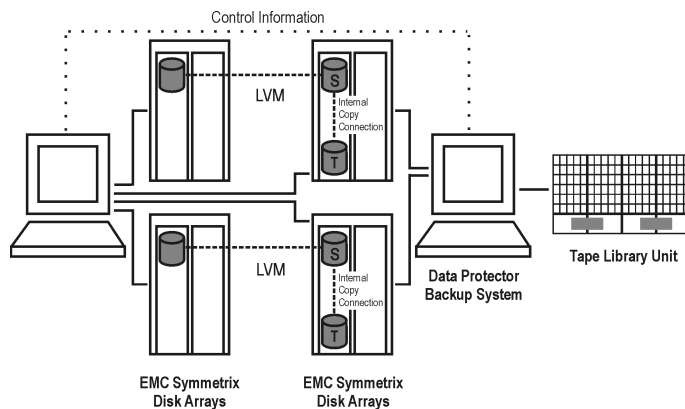 Control Information
S
LVM
Internal
Copy
Connection
T
Tape Library Unit
S
LVM
Data Protector
Backup System
Internal
Copy
Connection
T
EMC Symmetrix
Disk Arrays
EMC Symmetrix
Disk Arrays